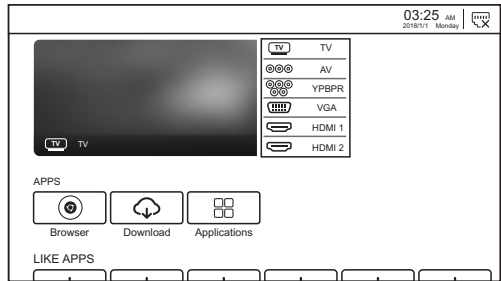 03:25 AM
2018/1/1 Monday
TV TV
AV
YPBPR
VGA
HDMI 1
HDMI 2
TV TV
APPS
Browser Download Applications
LIKE APPS